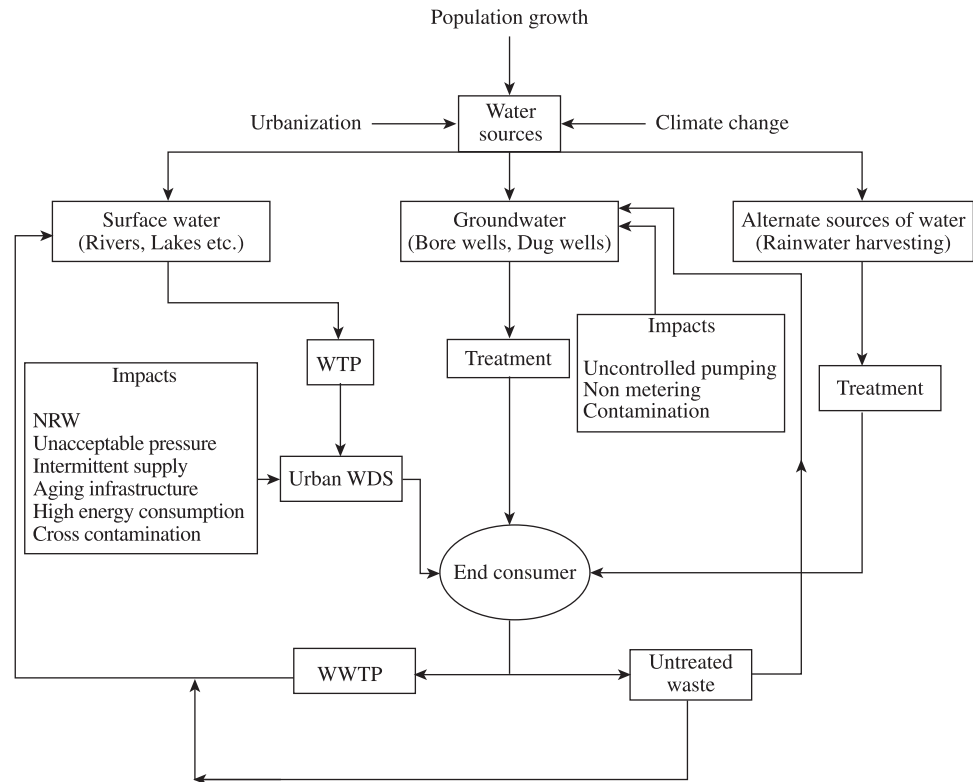 Population growth
Urbanization
Water
sources
Climate change
Surface water
(Rivers, Lakes etc.)
Groundwater
(Bore wells, Dug wells)
Alternate sources of water
(Rainwater harvesting)
Impacts
Uncontrolled pumping
Non metering
Contamination
WTP
Treatment
Treatment
Impacts
NRW
Unacceptable pressure
Intermittent supply
Aging infrastructure
High energy consumption
Cross contamination
Urban WDS
End consumer
WWTP
Untreated
waste